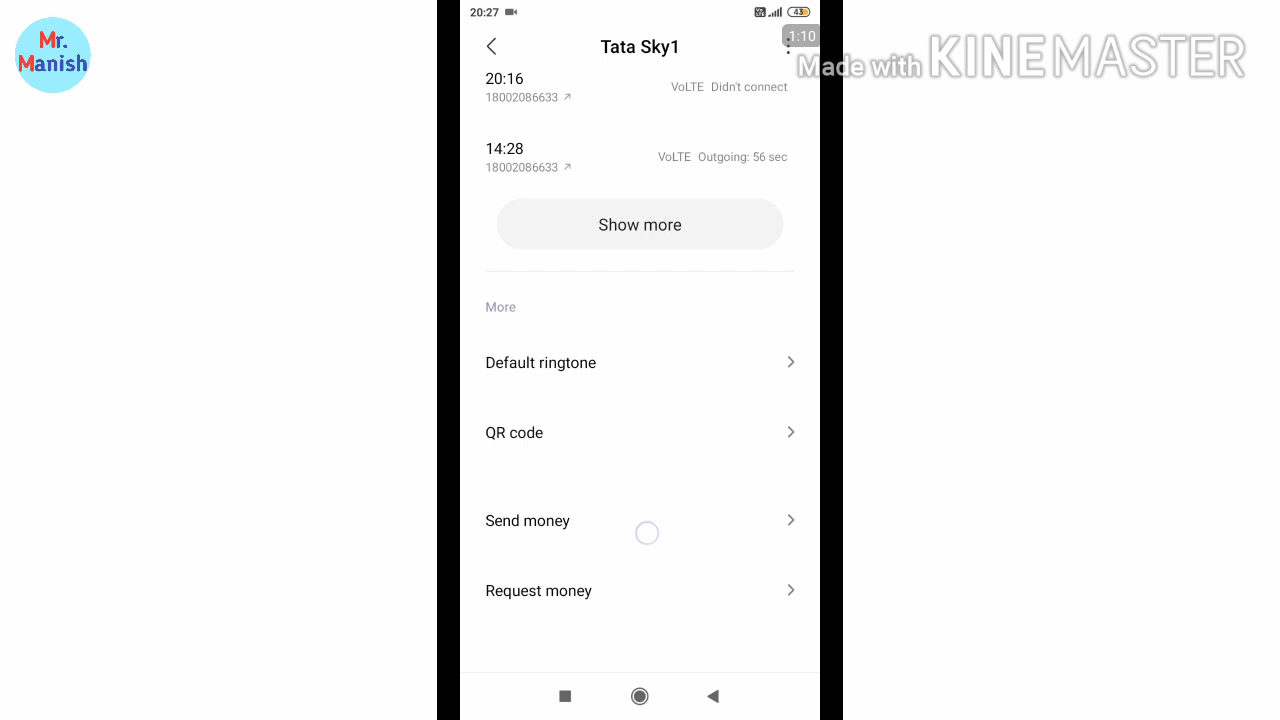 Mr.
Manish
20:27
43
1:10
Tata Sky1
Made with KINEMASTER
20:16
18002086633
VoLTE Didn't connect
14:28
18002086633
VoLTE Outgoing: 56 sec
Show more
More
Default ringtone
QR code
Send money
Request money